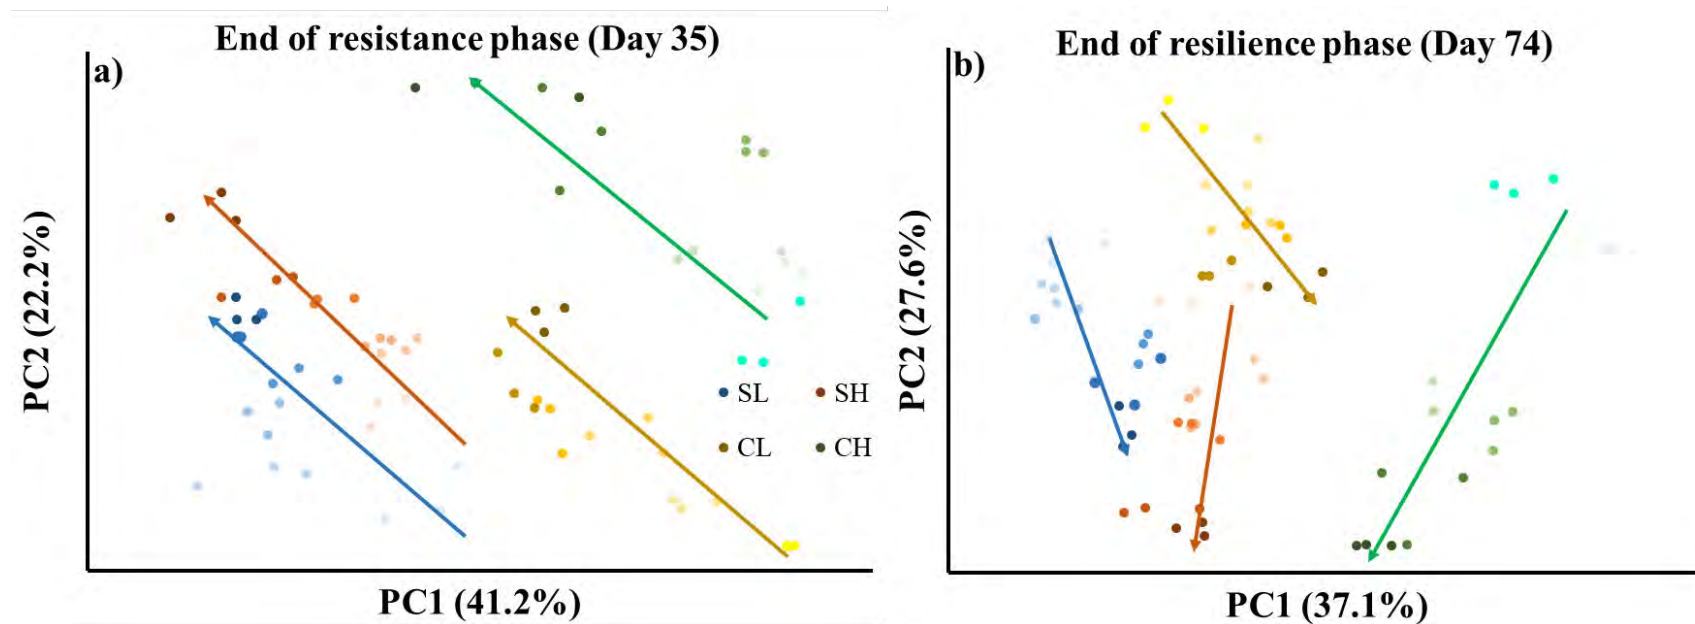 End of resistance phase (Day 35)
a)
PC2 (22.2%)
SL
SH
CL
CH
PC1 (41.2%)
End of resilience phase (Day 74)
b)
PC2 (27.6%)
PC1 (37.1%)